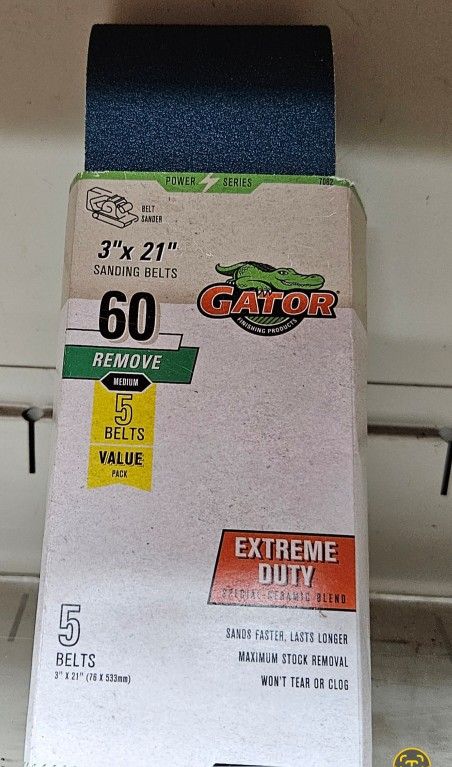 POWER SERIES
7062
BELT
SANDER
3"x 21"
SANDING BELTS
60
REMOVE
MEDIUM
5
BELTS
VALUE
PACK
GATOR®
FINISHING PRODUCTS
EXTREME
DUTY
SPECIAL CERAMIC BLEND
5
BELTS
3" X 21" (76 X 533mm)
SANDS FASTER, LASTS LONGER
MAXIMUM STOCK REMOVAL
WON'T TEAR OR CLOG